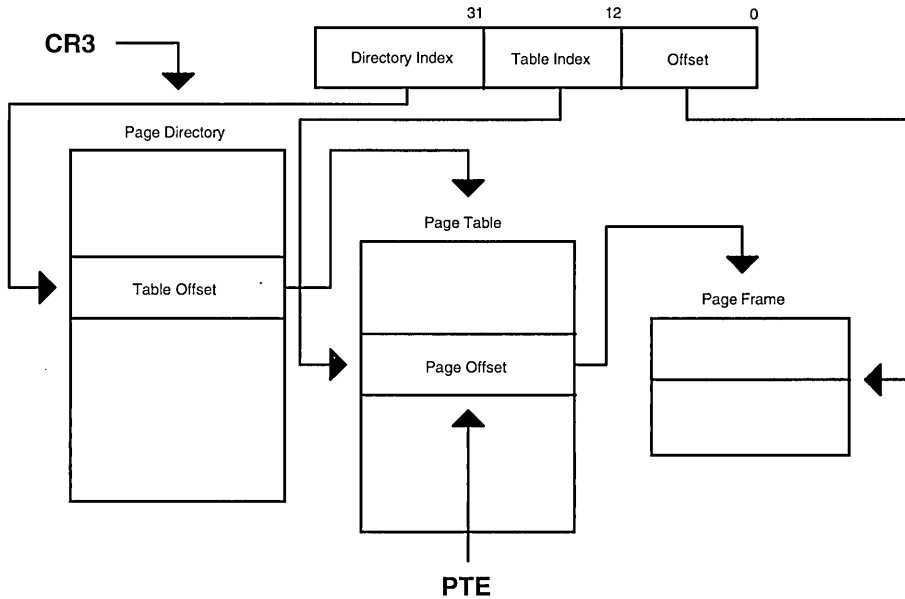 31 12 0
CR3
Directory Index Table Index Offset
Page Directory
Page Table
Table Offset
Page Frame
Page Offset
PTE